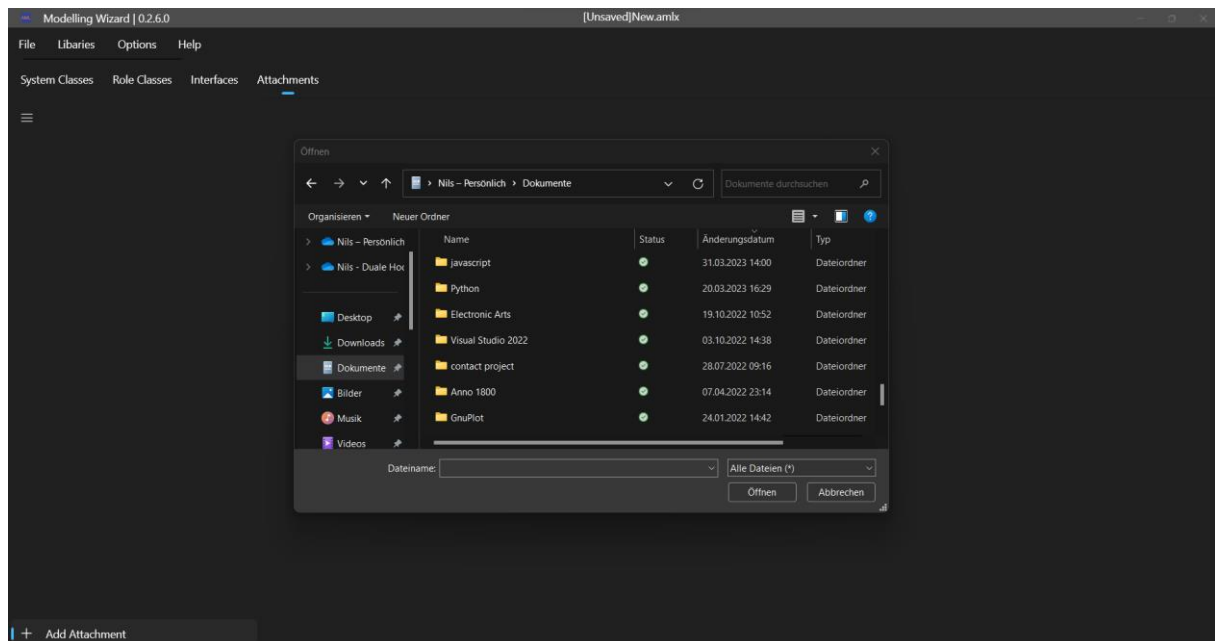 Modelling Wizard | 0.2.6.0 [Unsaved]New.amlx
File Libaries Options Help
System Classes Role Classes Interfaces Attachments
Öffnen
Nils – Persönlich > Dokumente Dokumente durchsuchen
Organisieren Neuer Ordner
Nils – Persönlich Name Status Änderungsdatum Typ
Nils - Duale Hoc javascript 31.03.2023 14:00 Dateiordner
Python 20.03.2023 16:29 Dateiordner
Desktop Electronic Arts 19.10.2022 10:52 Dateiordner
Downloads Visual Studio 2022 03.10.2022 14:38 Dateiordner
Dokumente contact project 28.07.2022 09:16 Dateiordner
Bilder Anno 1800 07.04.2022 23:14 Dateiordner
Musik GnuPlot 24.01.2022 14:42 Dateiordner
Videos
Dateiname: Alle Dateien (*)
Öffnen Abbrechen
+ Add Attachment